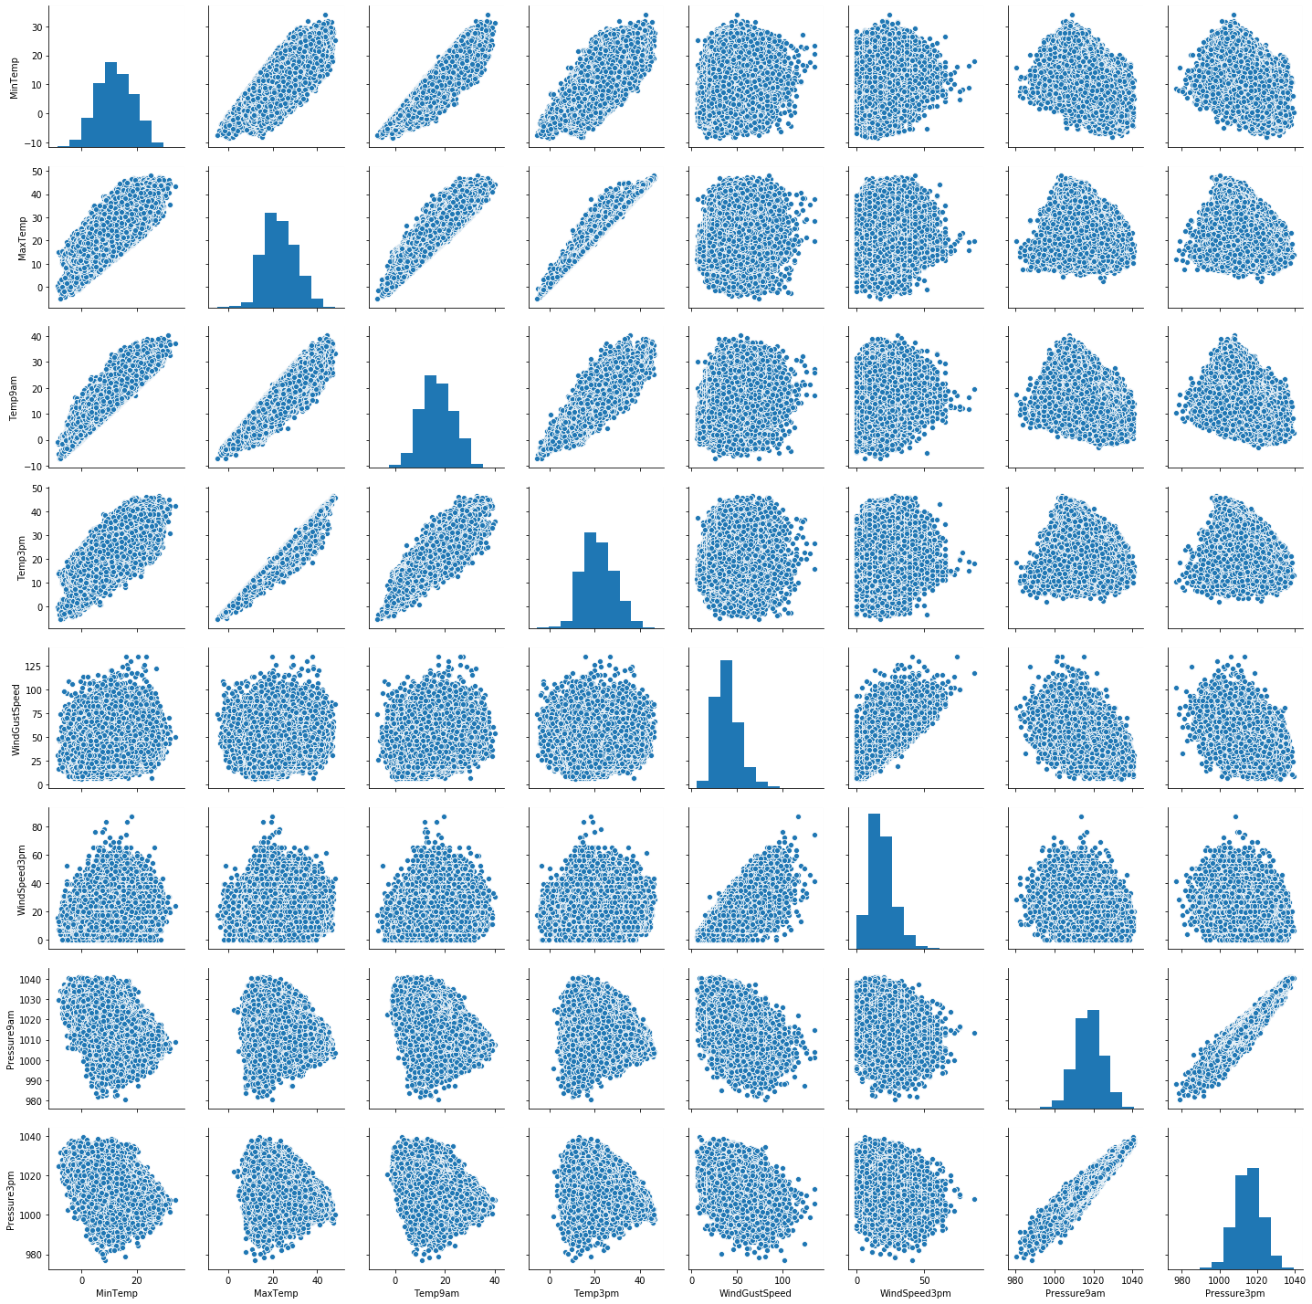 MinTemp
30
20
10
0
−10
MaxTemp
50
40
30
20
10
0
Temp9am
40
30
20
10
0
−10
Temp3pm
50
40
30
20
10
0
WindGustSpeed
125
100
75
50
25
0
WindSpeed3pm
80
60
40
20
0
Pressure9am
1040
1030
1020
1010
1000
990
980
Pressure3pm
1040
1020
1000
980
0 20
0 20 40
0 20 40
0 20 40
0 50 100
0 50
980 1000 1020 1040
980 1000 1020 1040
MinTemp
MaxTemp
Temp9am
Temp3pm
WindGustSpeed
WindSpeed3pm
Pressure9am
Pressure3pm